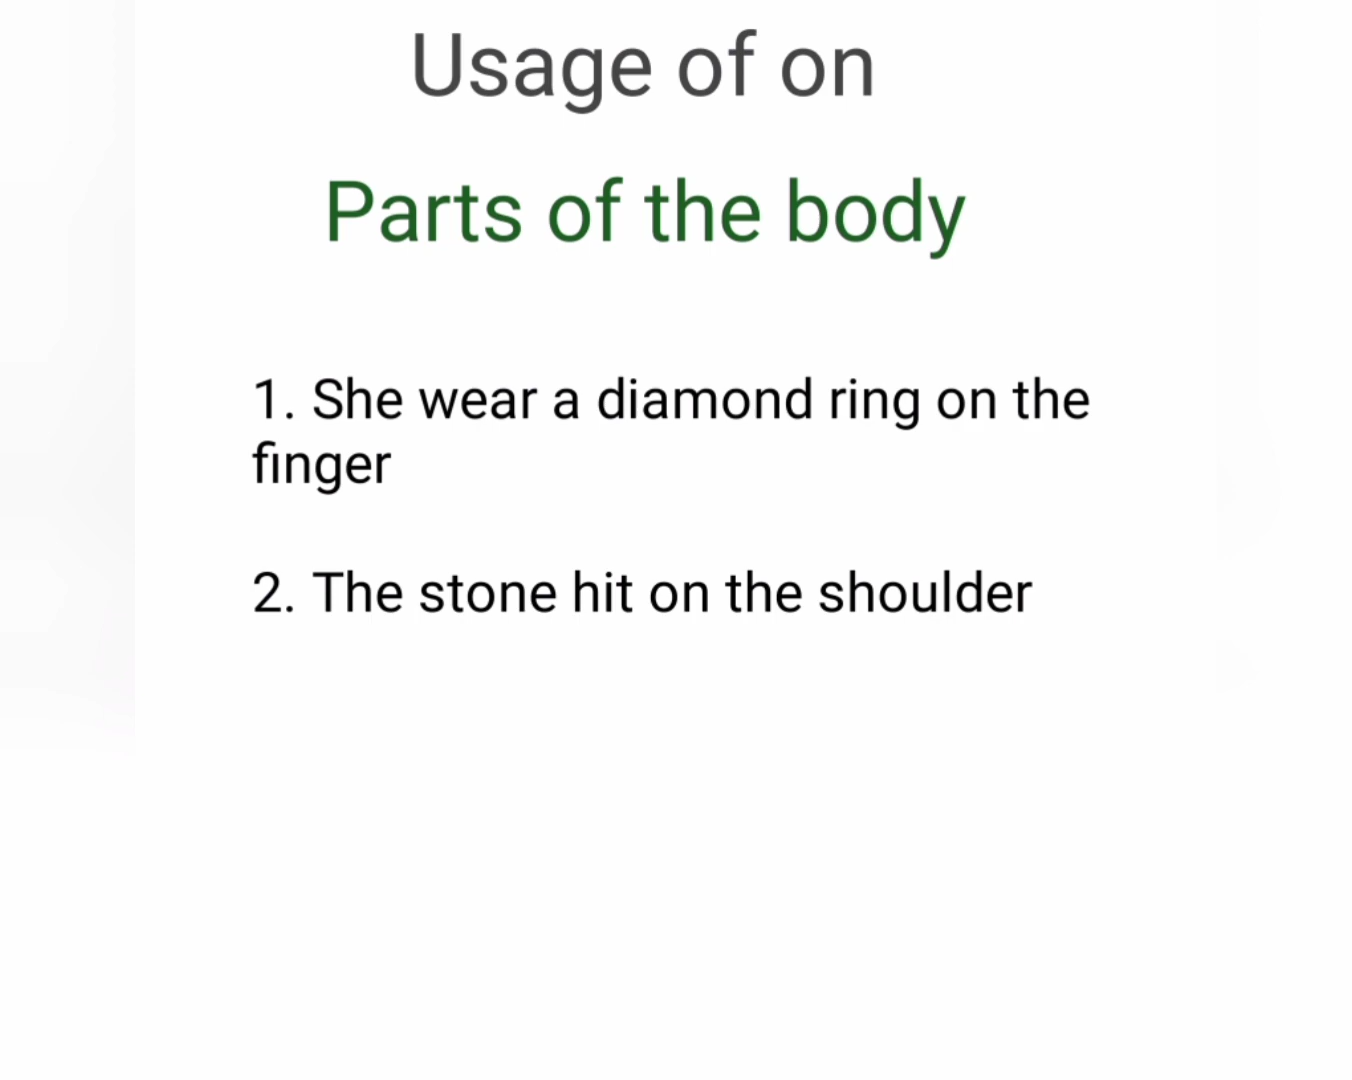 Usage of on
Parts of the body
1. She wear a diamond ring on the
finger
2. The stone hit on the shoulder